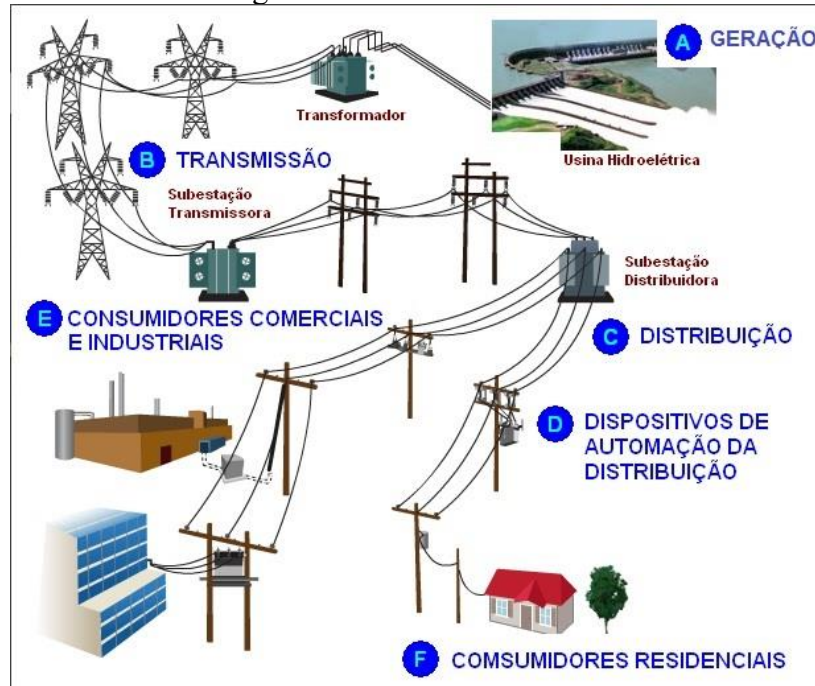 A GERAÇÃO
Transformador
Usina Hidroelétrica
B TRANSMISSÃO
Subestação
Transmissora
Subestação
Distribuidora
E CONSUMIDORES COMERCIAIS
E INDUSTRIAIS
C DISTRIBUIÇÃO
D DISPOSITIVOS DE
AUTOMAÇÃO DA
DISTRIBUIÇÃO
F COMSUMIDORES RESIDENCIAIS